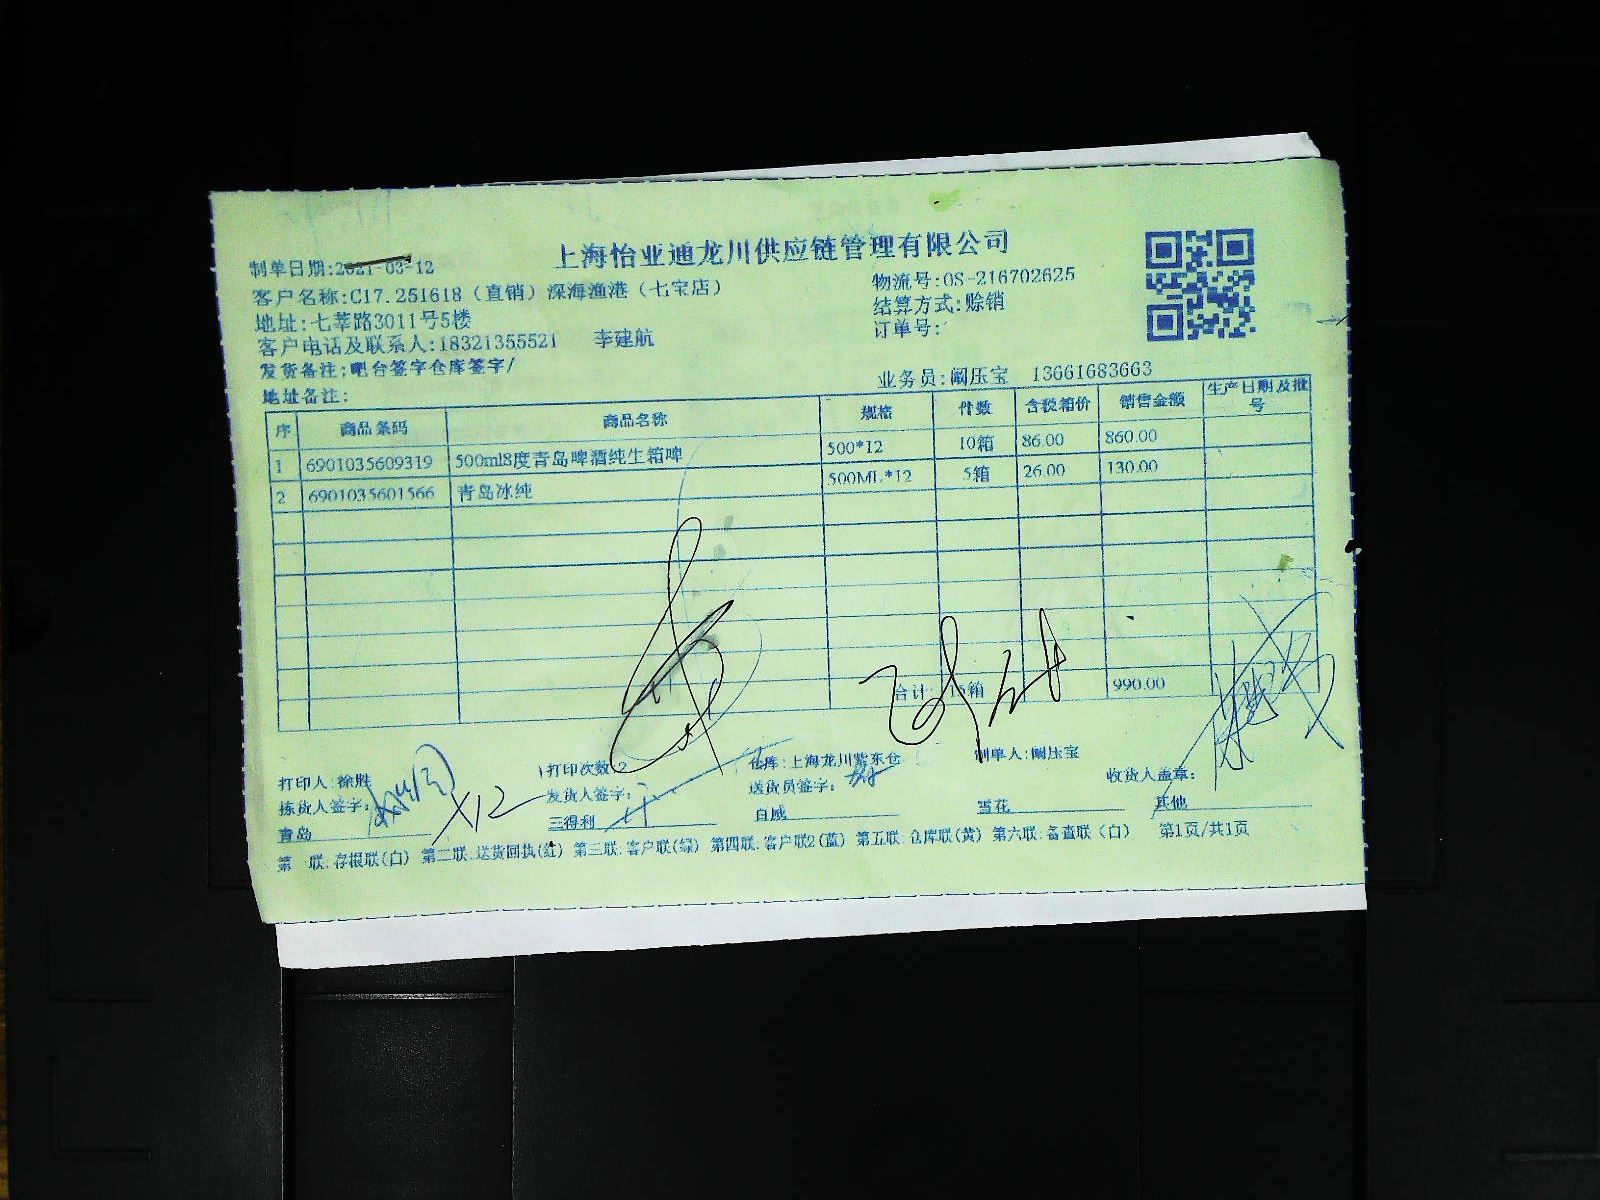 上海怡亚通龙川供应链管理有限公司
制单日期:2021-03-12
物流号:OS-216702625
客户名称:C17.251618（直销）深海渔港（七宝店）
结算方式:赊销
地址:七莘路3011号5楼
订单号:
客户电话及联系人:18321355521 李建航
发货备注:吧台签字仓库签字/
业务员:阚压宝 13661683663
地址备注:
序 商品条码 商品名称 规格 件数 含税箱价 销售金额 生产日期及批号
1 6901035609319 500ml8度青岛啤酒纯生箱啤 500*12 10箱 86.00 860.00
2 6901035601566 青岛冰纯 500ML*12 5箱 26.00 130.00
合计: 15箱 990.00
打印人:徐胜 打印次数:2 仓库:上海龙川紫东仓 制单人:阚压宝
拣货人签字: 发货人签字: 送货员签字: 收货人盖章:
X12
青岛 三得利 百威 雪花 其他
第一联:存根联(白) 第二联:送货回执(红) 第三联:客户联(绿) 第四联:客户联2(蓝) 第五联:仓库联(黄) 第六联:备查联(白) 第1页/共1页